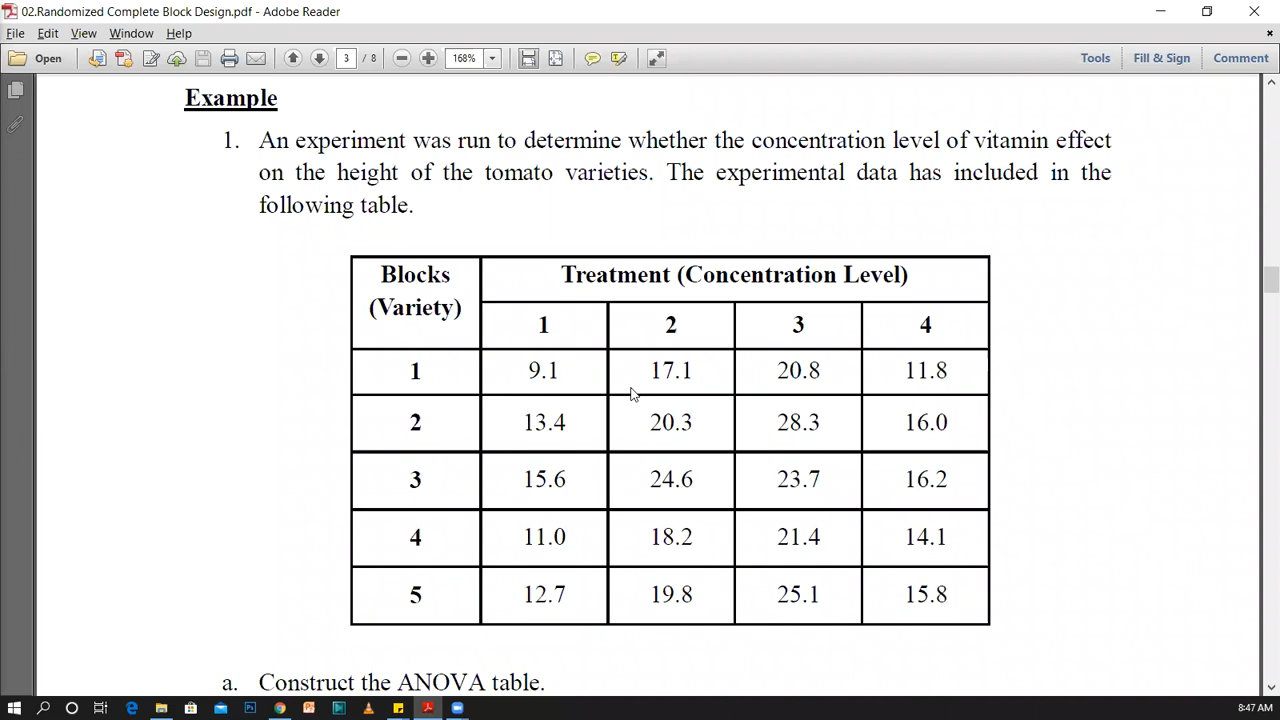 02.Randomized Complete Block Design.pdf - Adobe Reader
File Edit View Window Help
Open 3 / 8 168% Tools Fill & Sign Comment
Example
1. An experiment was run to determine whether the concentration level of vitamin effect
on the height of the tomato varieties. The experimental data has included in the
following table.
Blocks Treatment (Concentration Level)
(Variety)
1 2 3 4
1 9.1 17.1 20.8 11.8
2 13.4 20.3 28.3 16.0
3 15.6 24.6 23.7 16.2
4 11.0 18.2 21.4 14.1
5 12.7 19.8 25.1 15.8
a. Construct the ANOVA table.
8:47 AM